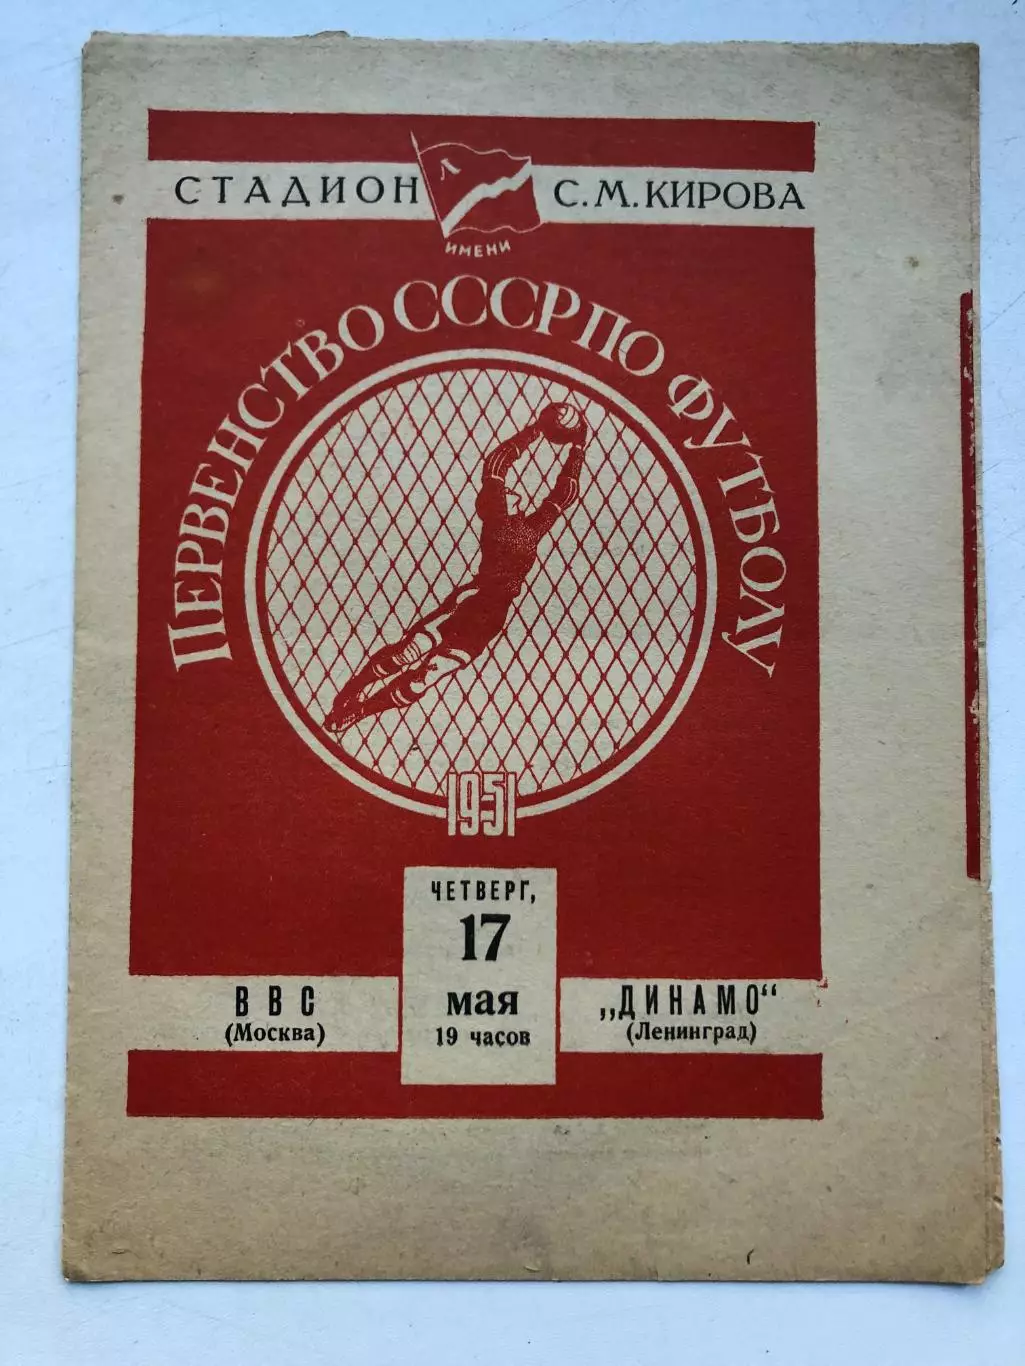 СТАДИОН
Л
ИМЕНИ
С.М.КИРОВА
ПЕРВЕНСТВО СССР ПО ФУТБОЛУ
1951
ЧЕТВЕРГ,
17
мая
19 часов
ВВС
(Москва)
„ДИНАМО“
(Ленинград)